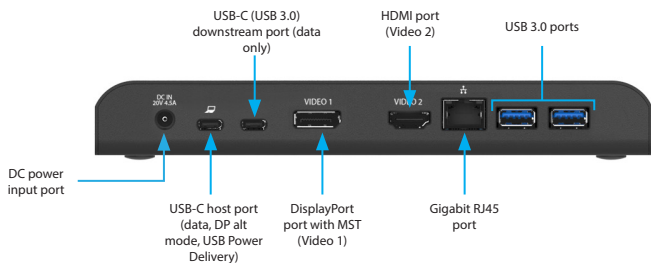 USB-C (USB 3.0)
downstream port (data
only)
HDMI port
(Video 2)
USB 3.0 ports
DC IN
20V 4.5A
VIDEO 1
VIDEO 2
DC power
input port
USB-C host port
(data, DP alt
mode, USB Power
Delivery)
DisplayPort
port with MST
(Video 1)
Gigabit RJ45
port